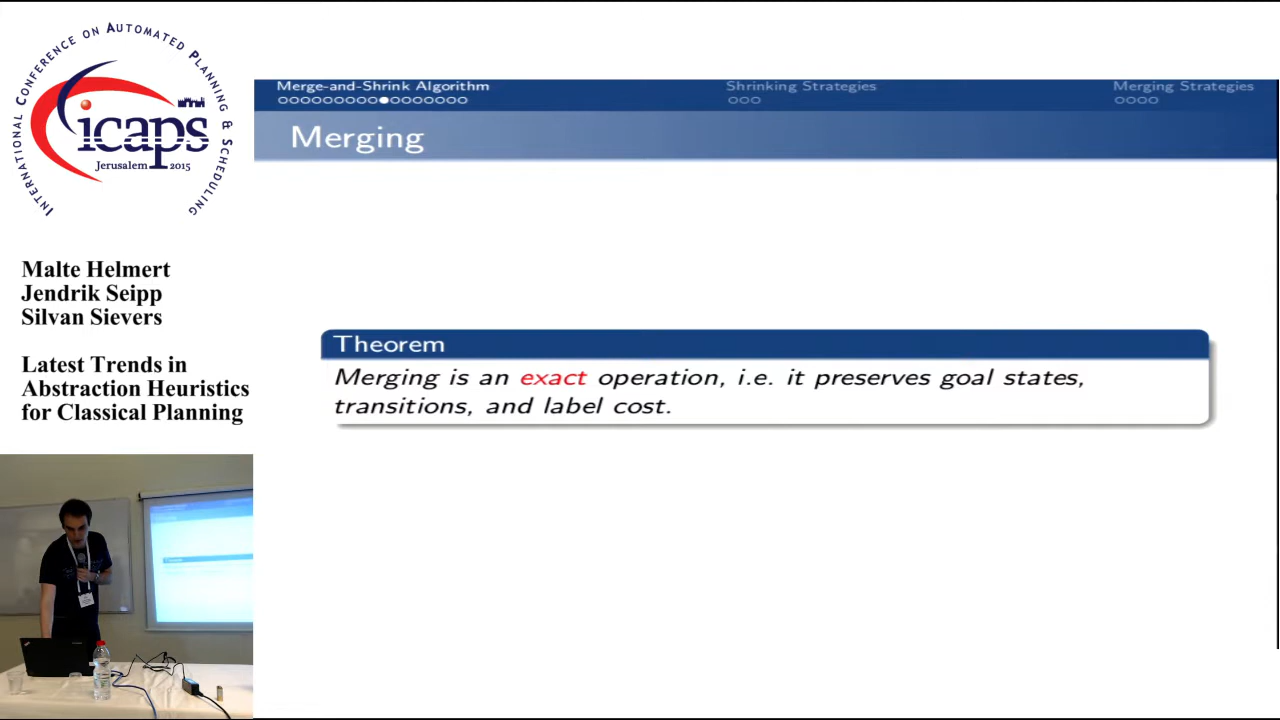 INTERNATIONAL CONFERENCE ON AUTOMATED PLANNING & SCHEDULING
icaps
Jerusalem 2015
Malte Helmert
Jendrik Seipp
Silvan Sievers
Latest Trends in
Abstraction Heuristics
for Classical Planning
Merge-and-Shrink Algorithm
Shrinking Strategies
Merging Strategies
Merging
Theorem
Merging is an exact operation, i.e. it preserves goal states,
transitions, and label cost.